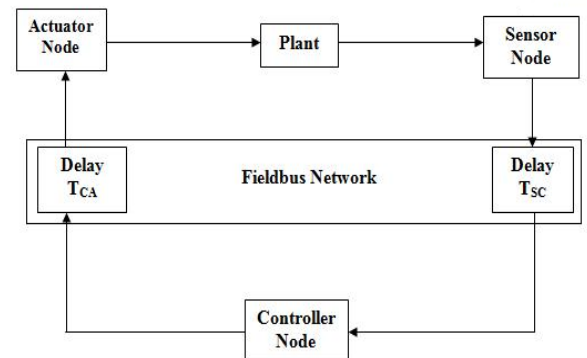 Actuator
Node
Plant
Sensor
Node
Delay
TCA
Fieldbus Network
Delay
TSC
Controller
Node